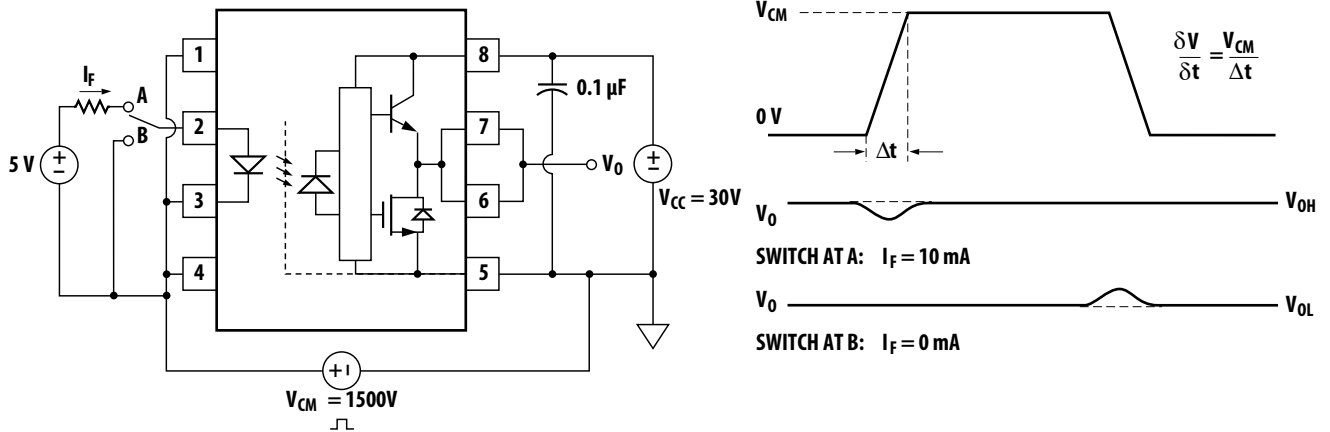 I_F
A
B
5 V
+
−
1
2
3
4
8
7
6
5
0.1 µF
V_O
+
−
V_CC = 30V
+ −
V_CM = 1500V
V_CM
0 V
Δt
δV/δt = V_CM/Δt
V_O
V_OH
SWITCH AT A: I_F = 10 mA
V_O
V_OL
SWITCH AT B: I_F = 0 mA